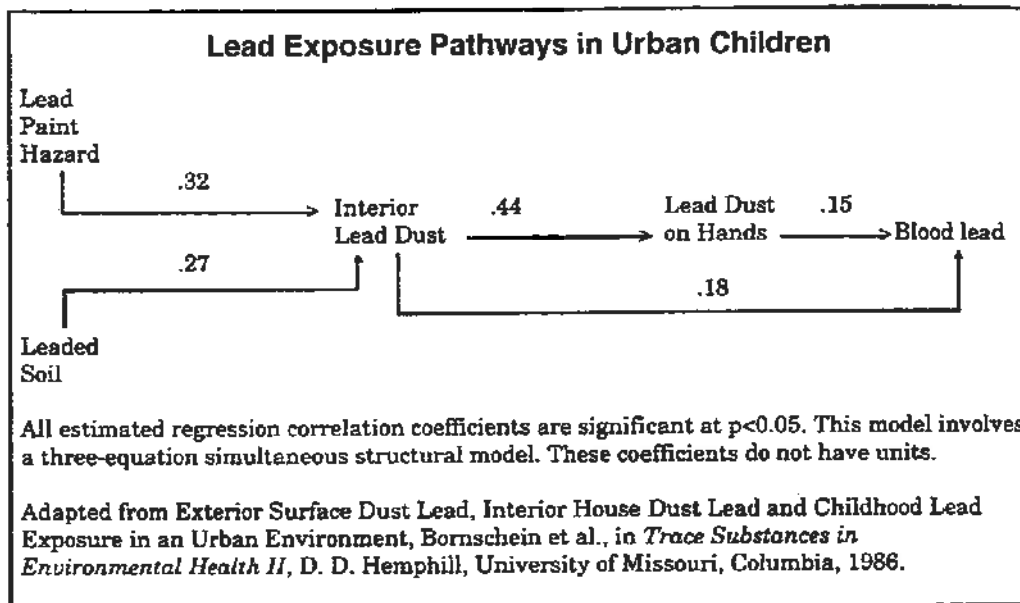 Lead Exposure Pathways in Urban Children
Lead
Paint
Hazard
.32
Interior
Lead Dust
.44
Lead Dust
on Hands
.15
Blood lead
.27
.18
Leaded
Soil
All estimated regression correlation coefficients are significant at p<0.05. This model involves
a three-equation simultaneous structural model. These coefficients do not have units.
Adapted from Exterior Surface Dust Lead, Interior House Dust Lead and Childhood Lead
Exposure in an Urban Environment, Bornschein et al., in Trace Substances in
Environmental Health II, D. D. Hemphill, University of Missouri, Columbia, 1986.